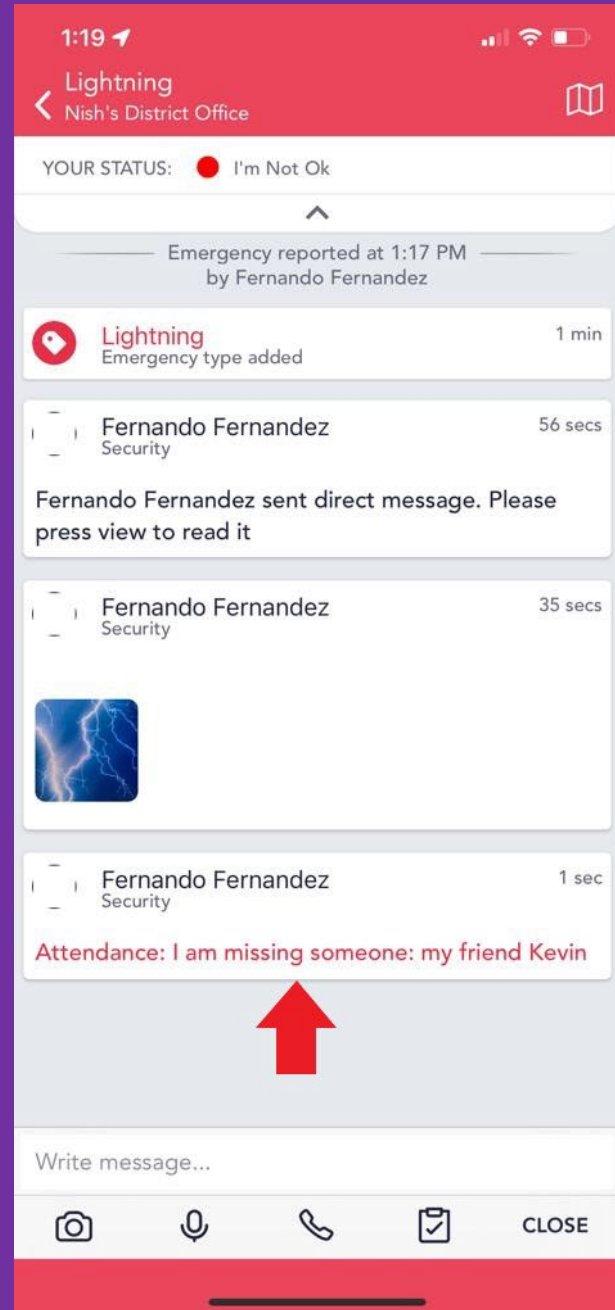 1:19
Lightning
Nish's District Office
YOUR STATUS: I'm Not Ok
Emergency reported at 1:17 PM
by Fernando Fernandez
Lightning 1 min
Emergency type added
Fernando Fernandez 56 secs
Security
Fernando Fernandez sent direct message. Please
press view to read it
Fernando Fernandez 35 secs
Security
Fernando Fernandez 1 sec
Security
Attendance: I am missing someone: my friend Kevin
Write message...
CLOSE